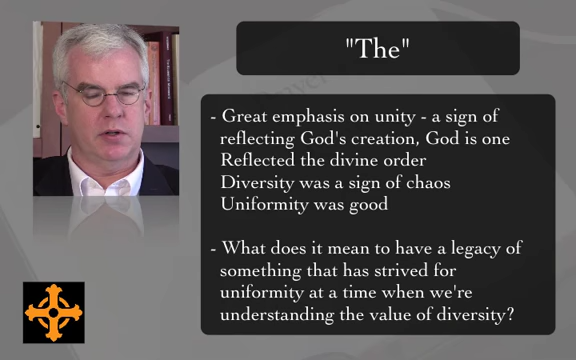 "The"
- Great emphasis on unity - a sign of
reflecting God's creation, God is one
Reflected the divine order
Diversity was a sign of chaos
Uniformity was good
- What does it mean to have a legacy of
something that has strived for
uniformity at a time when we're
understanding the value of diversity?